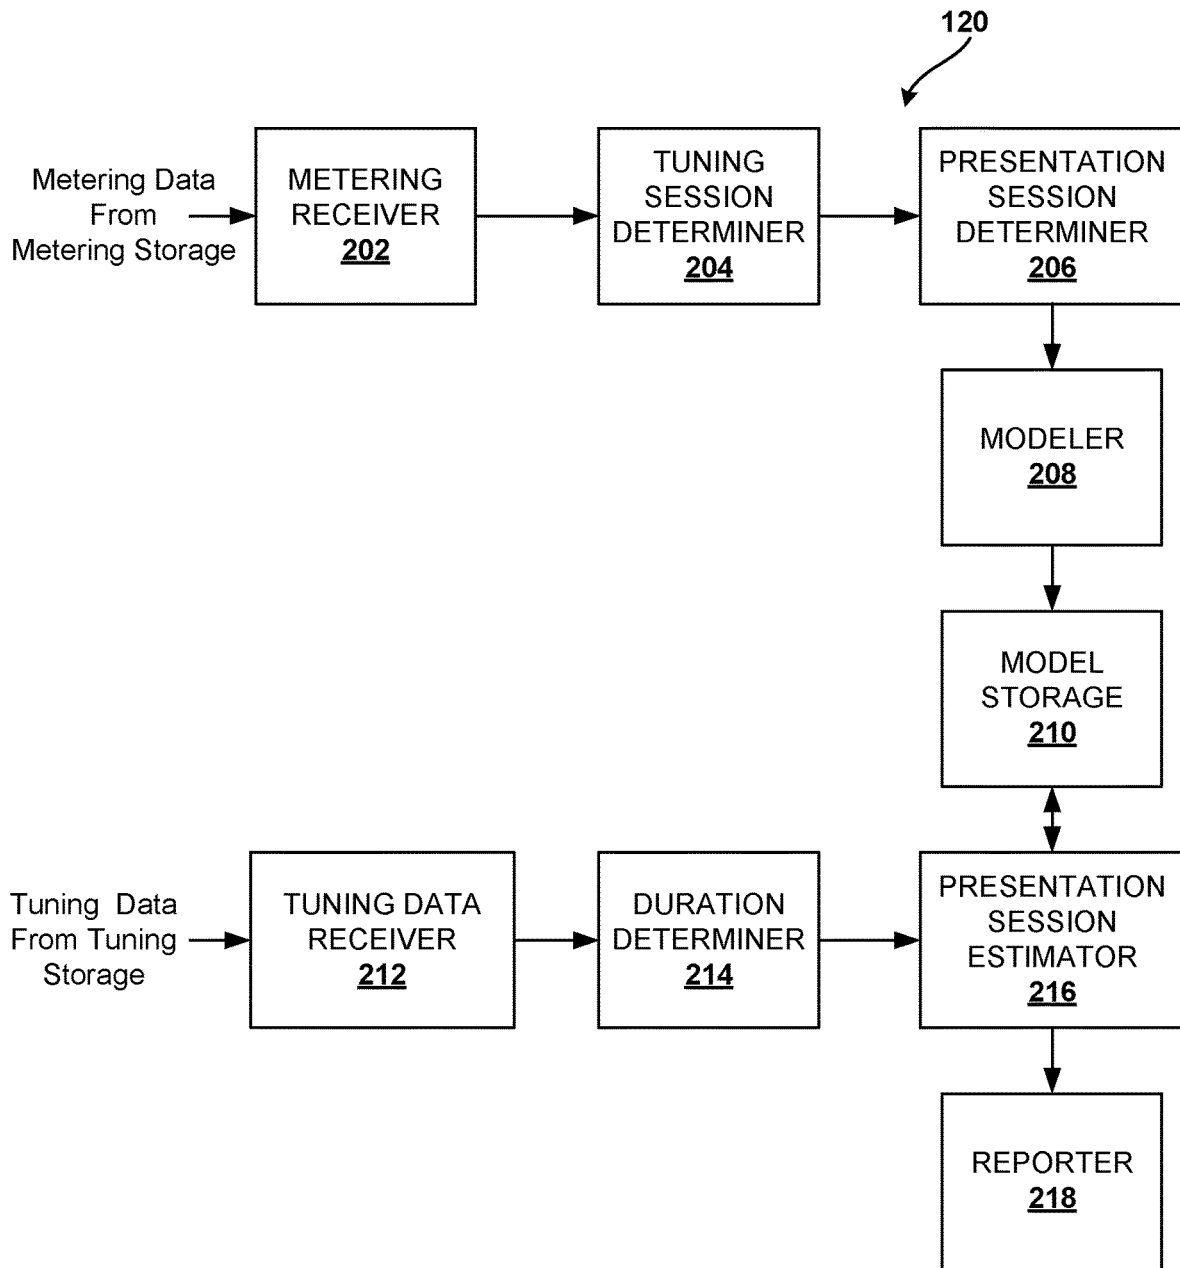 120
Metering Data
From
Metering Storage
METERING
RECEIVER
202
TUNING
SESSION
DETERMINER
204
PRESENTATION
SESSION
DETERMINER
206
MODELER
208
MODEL
STORAGE
210
Tuning Data
From Tuning
Storage
TUNING DATA
RECEIVER
212
DURATION
DETERMINER
214
PRESENTATION
SESSION
ESTIMATOR
216
REPORTER
218